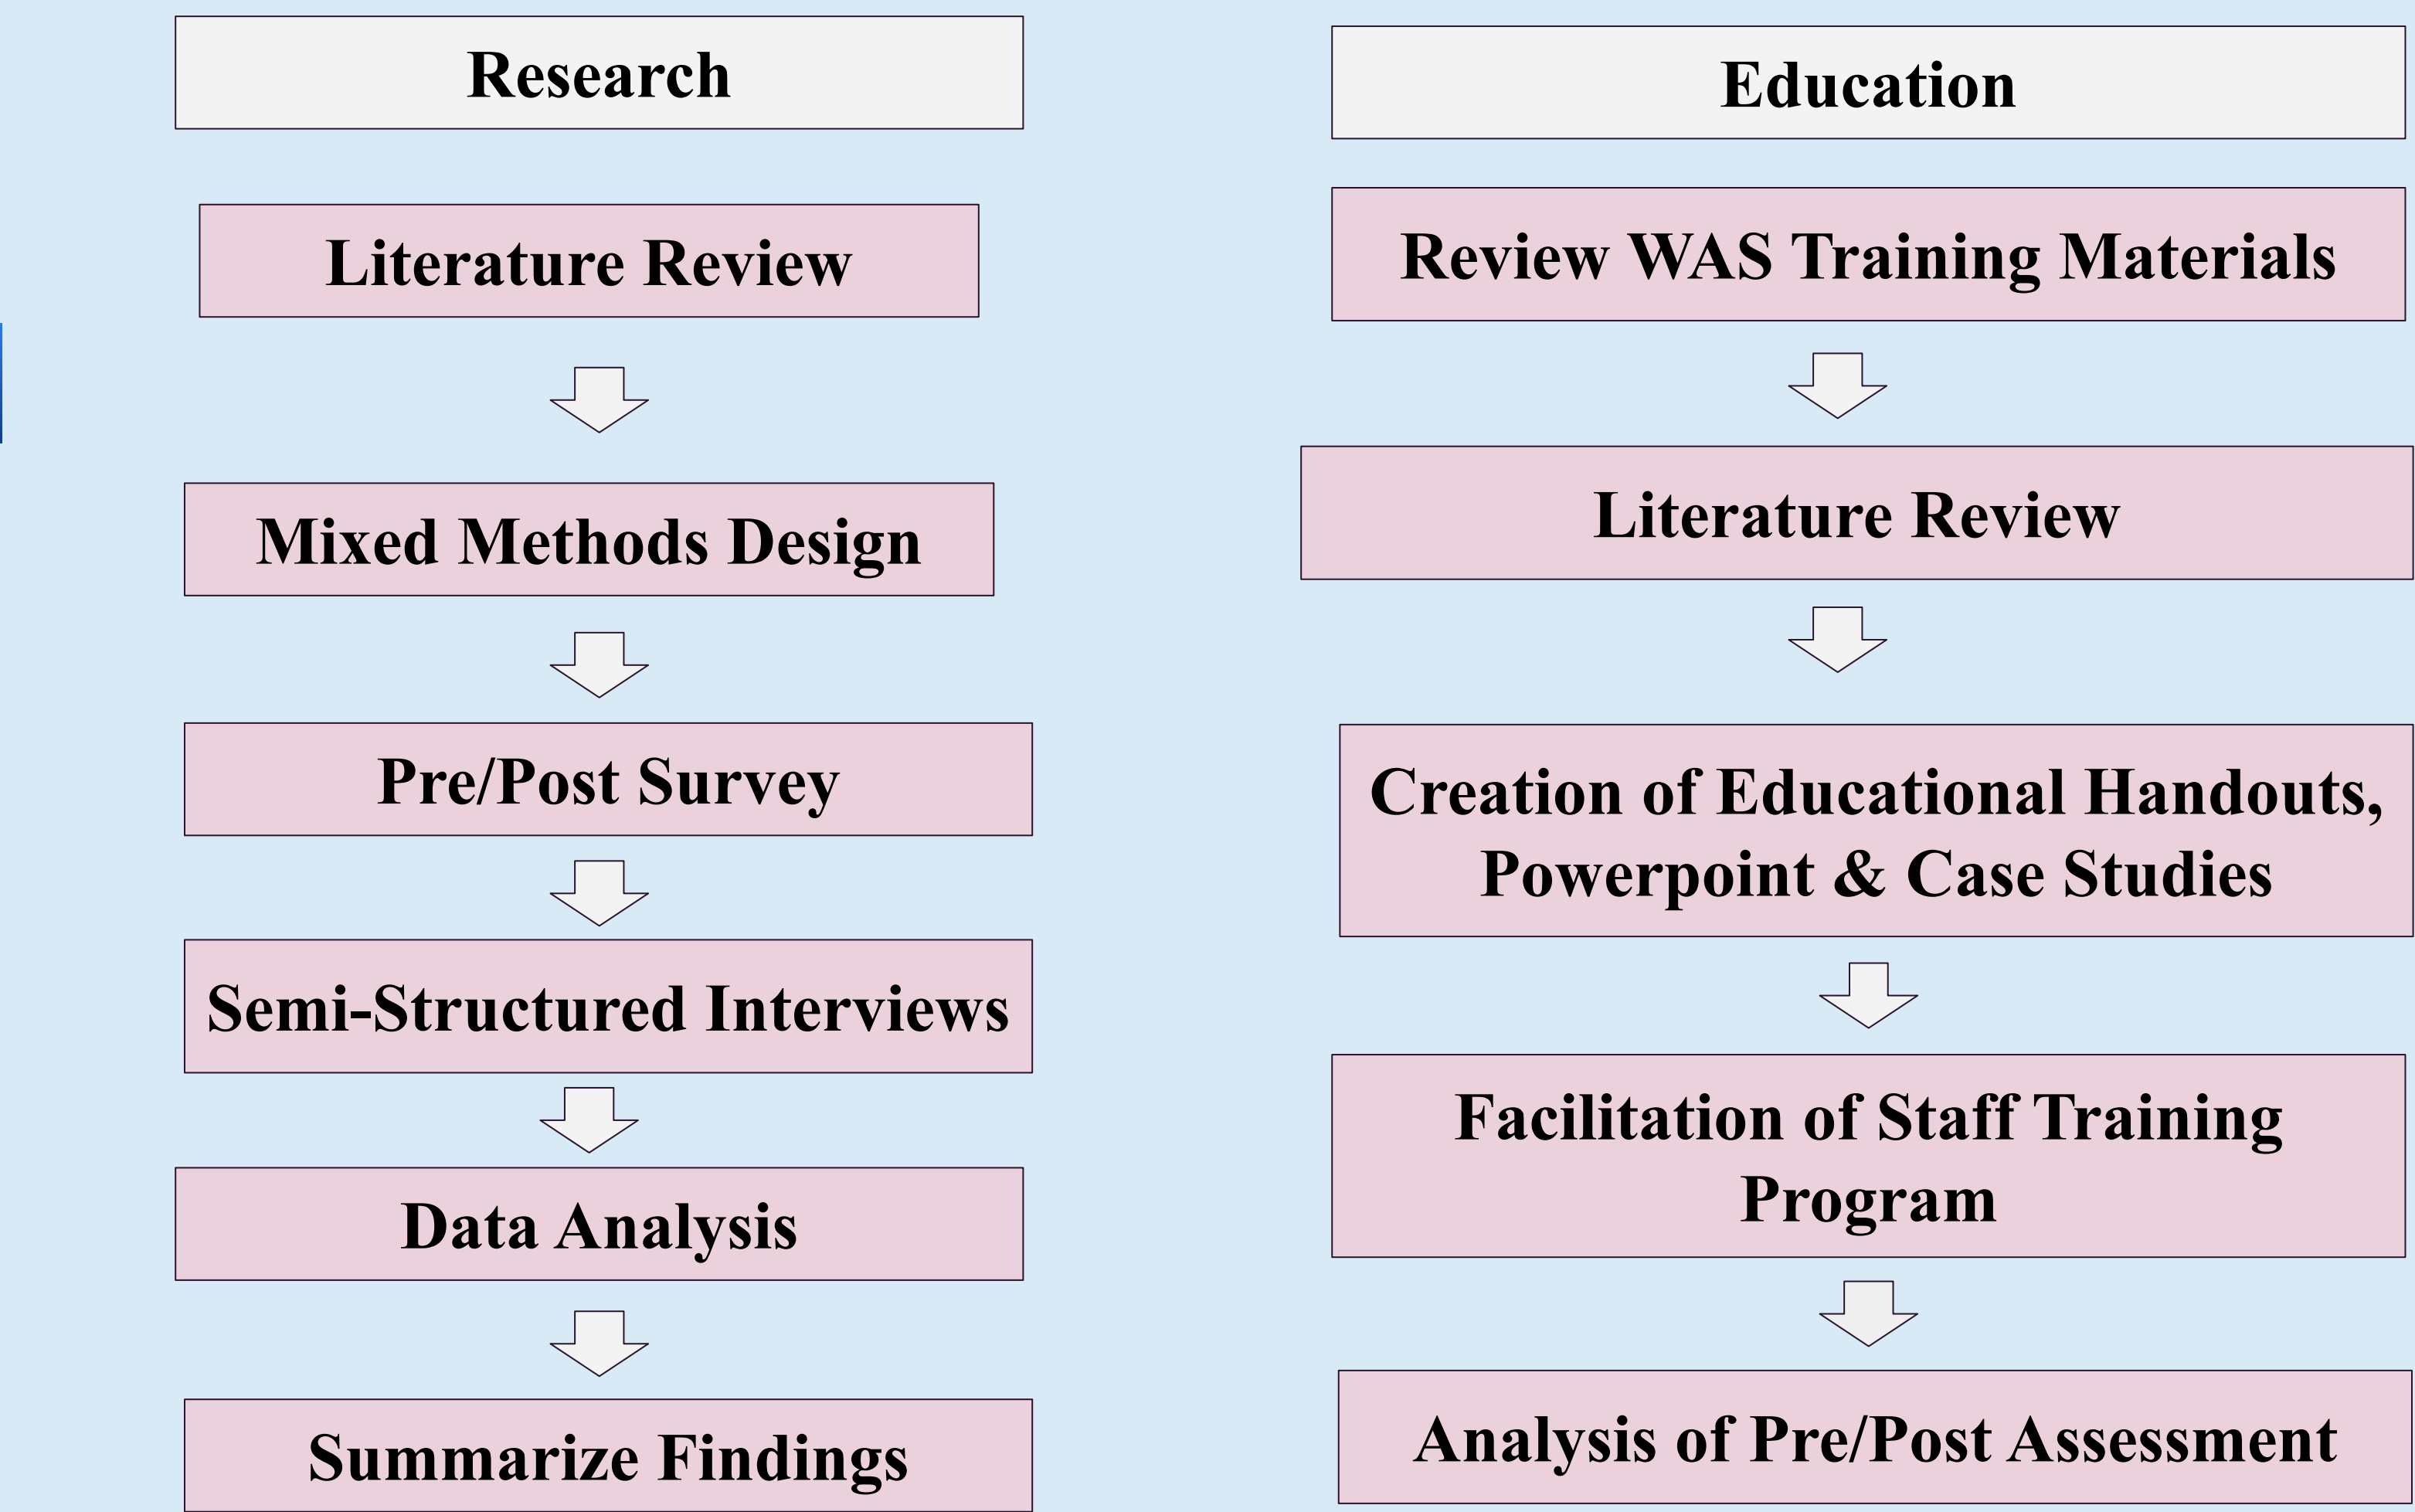 Research
Literature Review
Mixed Methods Design
Pre/Post Survey
Semi-Structured Interviews
Data Analysis
Summarize Findings
Education
Review WAS Training Materials
Literature Review
Creation of Educational Handouts,
Powerpoint & Case Studies
Facilitation of Staff Training
Program
Analysis of Pre/Post Assessment